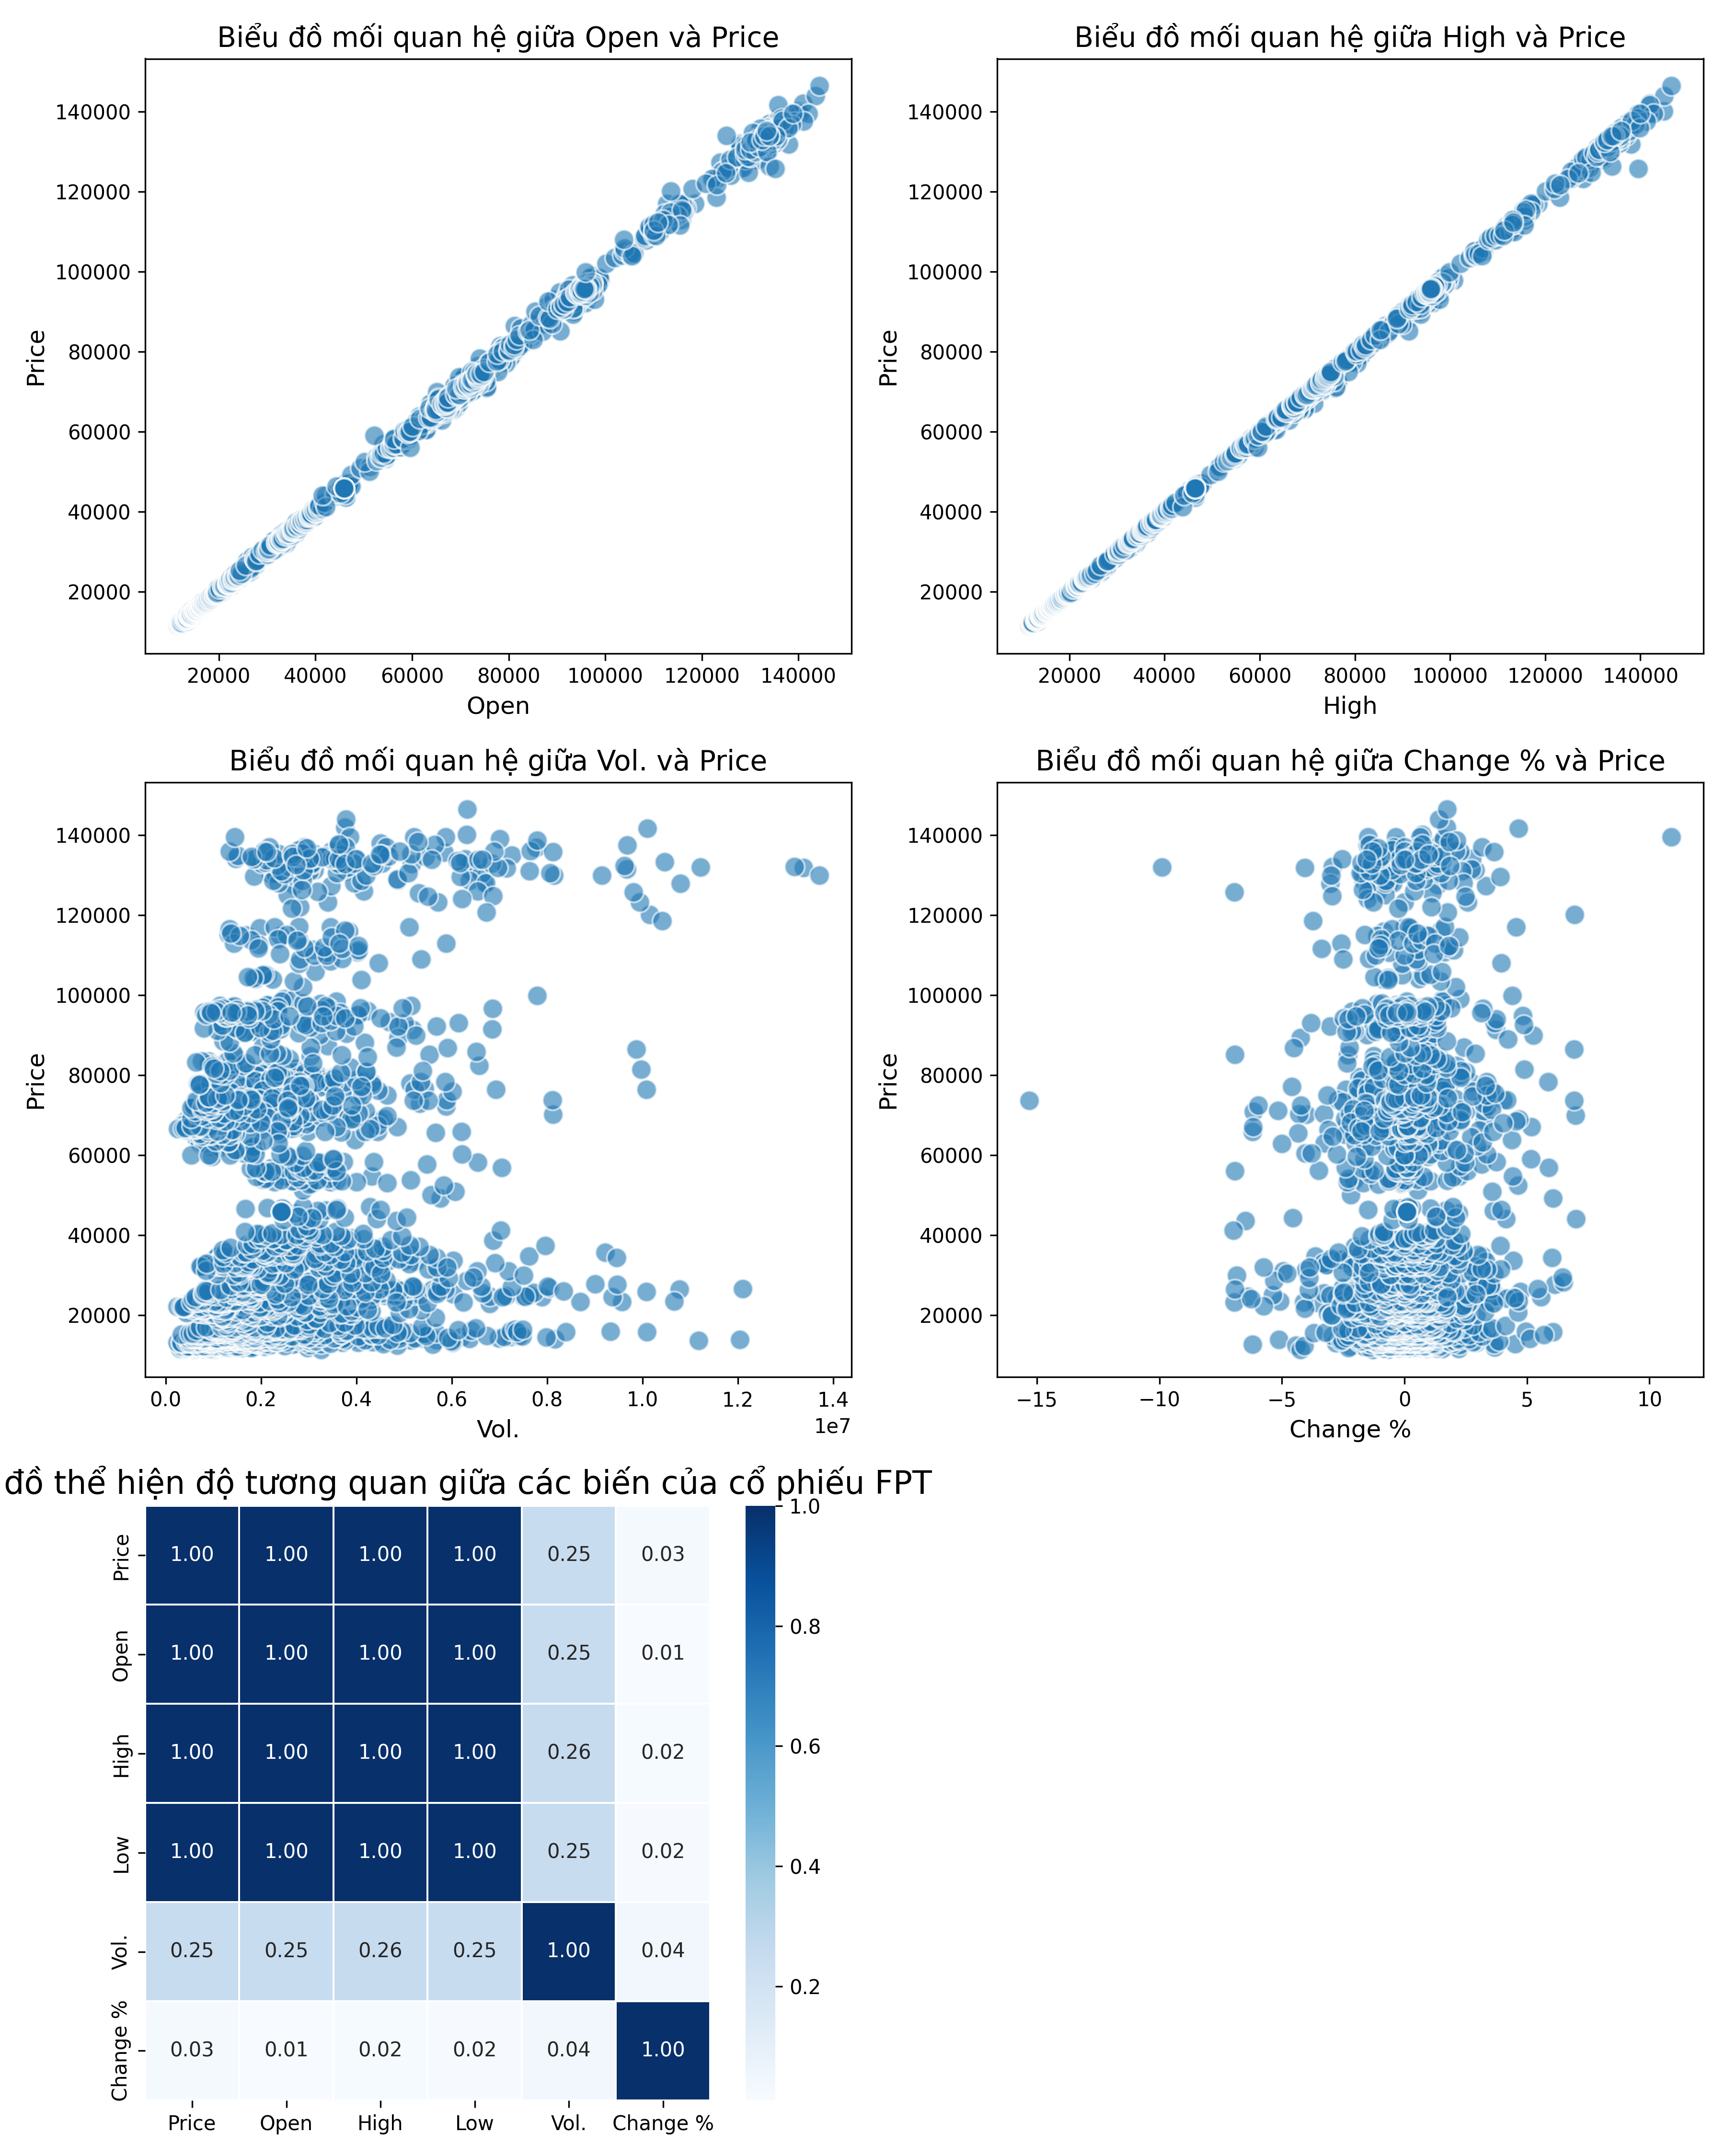 Biểu đồ mối quan hệ giữa Open và Price
140000
120000
100000
80000
60000
40000
20000
Price
20000 40000 60000 80000 100000 120000 140000
Open
Biểu đồ mối quan hệ giữa High và Price
140000
120000
100000
80000
60000
40000
20000
Price
20000 40000 60000 80000 100000 120000 140000
High
Biểu đồ mối quan hệ giữa Vol. và Price
140000
120000
100000
80000
60000
40000
20000
Price
0.0 0.2 0.4 0.6 0.8 1.0 1.2 1.4
1e7
Vol.
Biểu đồ mối quan hệ giữa Change % và Price
140000
120000
100000
80000
60000
40000
20000
Price
−15 −10 −5 0 5 10
Change %
đồ thể hiện độ tương quan giữa các biến của cổ phiếu FPT
Price 1.00 1.00 1.00 1.00 0.25 0.03
Open 1.00 1.00 1.00 1.00 0.25 0.01
High 1.00 1.00 1.00 1.00 0.26 0.02
Low 1.00 1.00 1.00 1.00 0.25 0.02
Vol. 0.25 0.25 0.26 0.25 1.00 0.04
Change % 0.03 0.01 0.02 0.02 0.04 1.00
Price Open High Low Vol. Change %
1.0
0.8
0.6
0.4
0.2